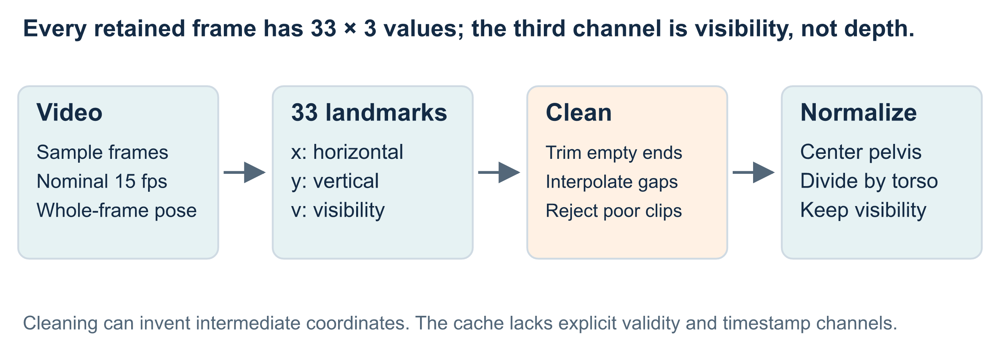 Every retained frame has 33 × 3 values; the third channel is visibility, not depth.
Video
Sample frames
Nominal 15 fps
Whole-frame pose
33 landmarks
x: horizontal
y: vertical
v: visibility
Clean
Trim empty ends
Interpolate gaps
Reject poor clips
Normalize
Center pelvis
Divide by torso
Keep visibility
Cleaning can invent intermediate coordinates. The cache lacks explicit validity and timestamp channels.